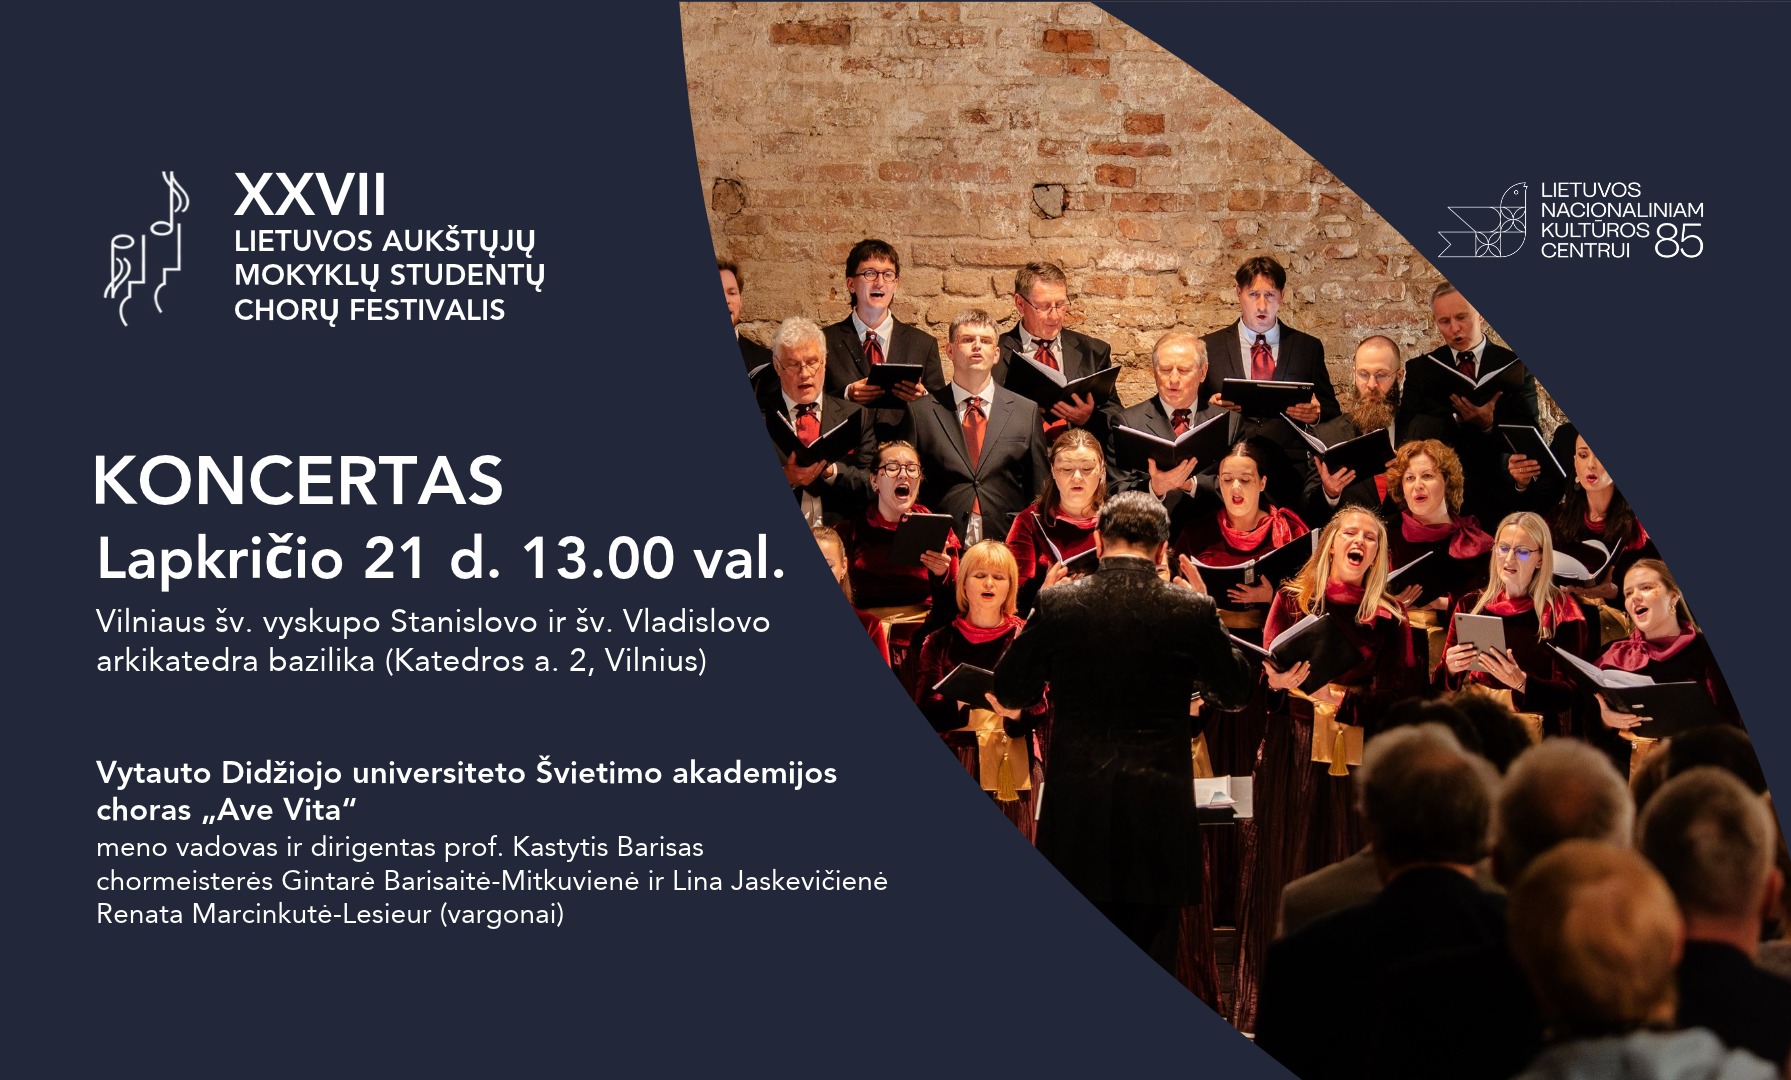 XXVII
LIETUVOS AUKŠTŲJŲ
MOKYKLŲ STUDENTŲ
CHORŲ FESTIVALIS
LIETUVOS
NACIONALINIAM
KULTŪROS
CENTRUI 85
KONCERTAS
Lapkričio 21 d. 13.00 val.
Vilniaus šv. vyskupo Stanislovo ir šv. Vladislovo
arkikatedra bazilika (Katedros a. 2, Vilnius)
Vytauto Didžiojo universiteto Švietimo akademijos
choras „Ave Vita“
meno vadovas ir dirigentas prof. Kastytis Barisas
chormeisterės Gintarė Barisaitė-Mitkuvienė ir Lina Jaskevičienė
Renata Marcinkutė-Lesieur (vargonai)